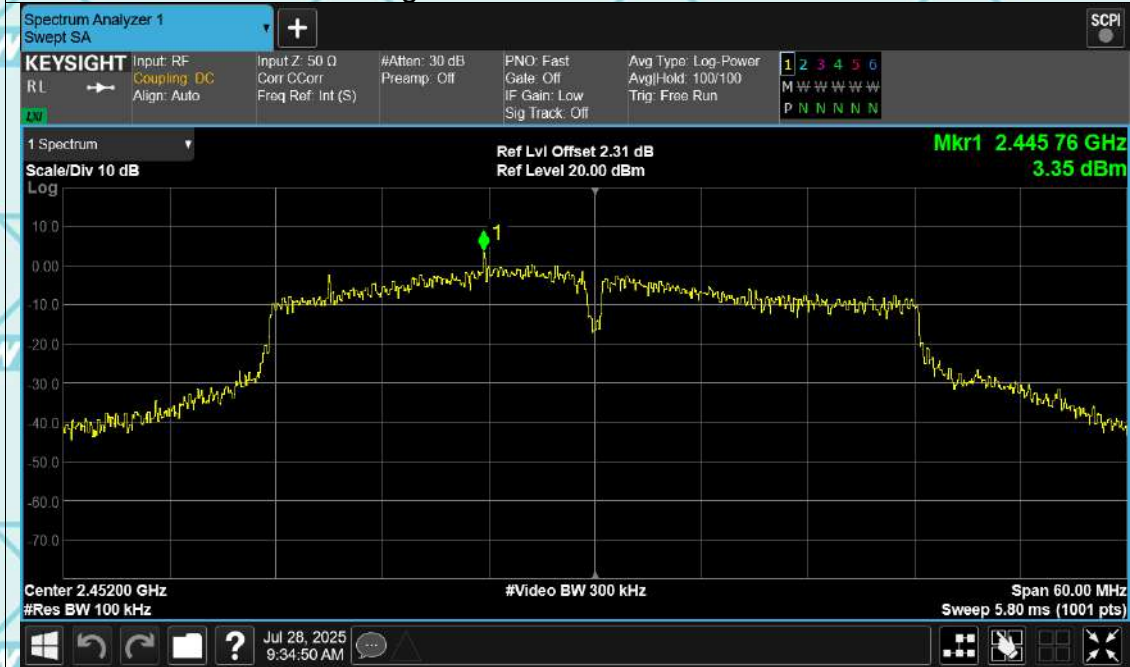 Spectrum Analyzer 1
Swept SA
+
SCPI
KEYSIGHT
RL
LXI
Input: RF
Coupling: DC
Align: Auto
Input Z: 50 Ω
Corr CCorr
Freq Ref: Int (S)
#Atten: 30 dB
Preamp: Off
PNO: Fast
Gate: Off
IF Gain: Low
Sig Track: Off
Avg Type: Log-Power
Avg|Hold: 100/100
Trig: Free Run
1 2 3 4 5 6
M W W W W W
P N N N N N
1 Spectrum
Scale/Div 10 dB
Log
Ref Lvl Offset 2.31 dB
Ref Level 20.00 dBm
Mkr1 2.445 76 GHz
3.35 dBm
1
10.0
0.00
-10.0
-20.0
-30.0
-40.0
-50.0
-60.0
-70.0
Center 2.45200 GHz
#Res BW 100 kHz
#Video BW 300 kHz
Span 60.00 MHz
Sweep 5.80 ms (1001 pts)
?
Jul 28, 2025
9:34:50 AM